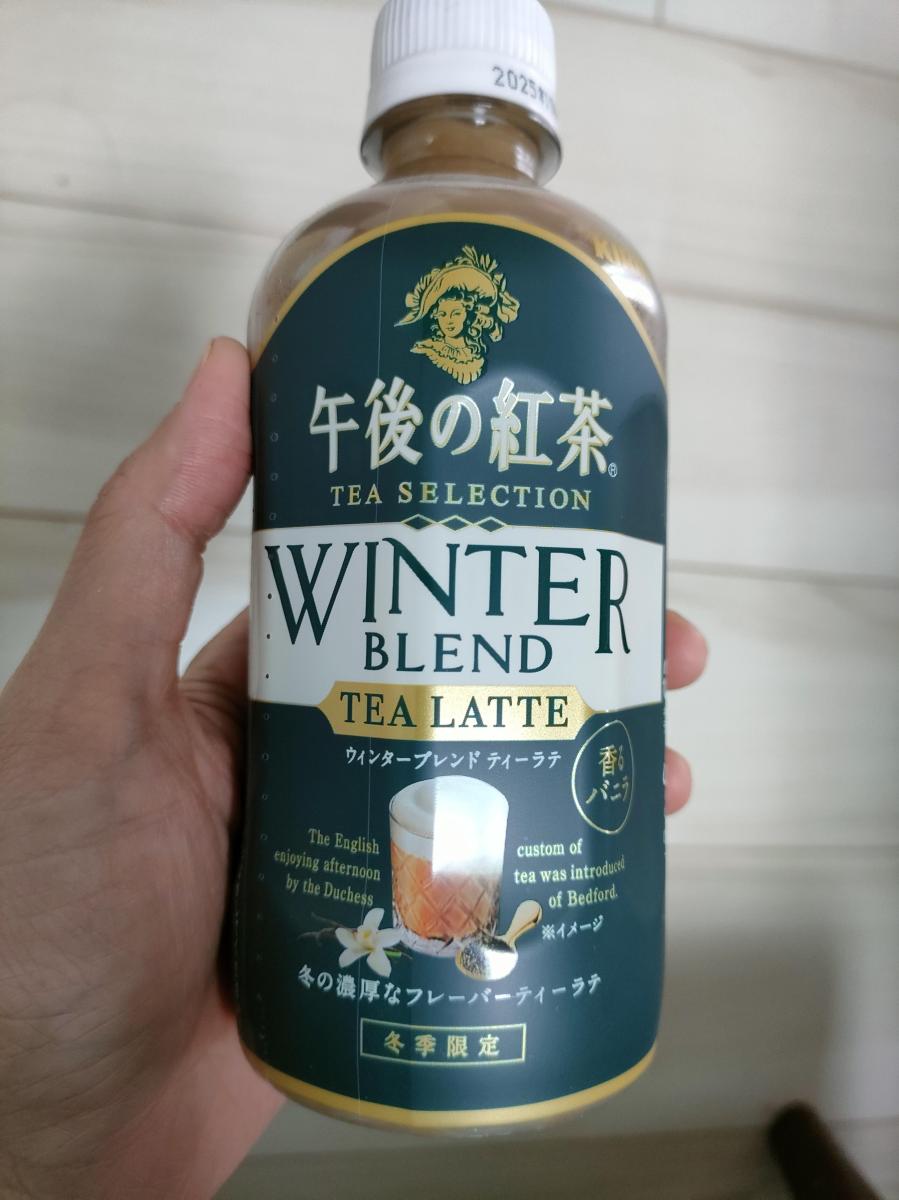 2025
KIRIN
午後の紅茶®
TEA SELECTION
WINTER
BLEND
TEA LATTE
ウィンターブレンド ティーラテ
香る
バニラ
The English custom of
enjoying afternoon tea was introduced
by the Duchess of Bedford.
※イメージ
冬の濃厚なフレーバーティーラテ
冬季限定